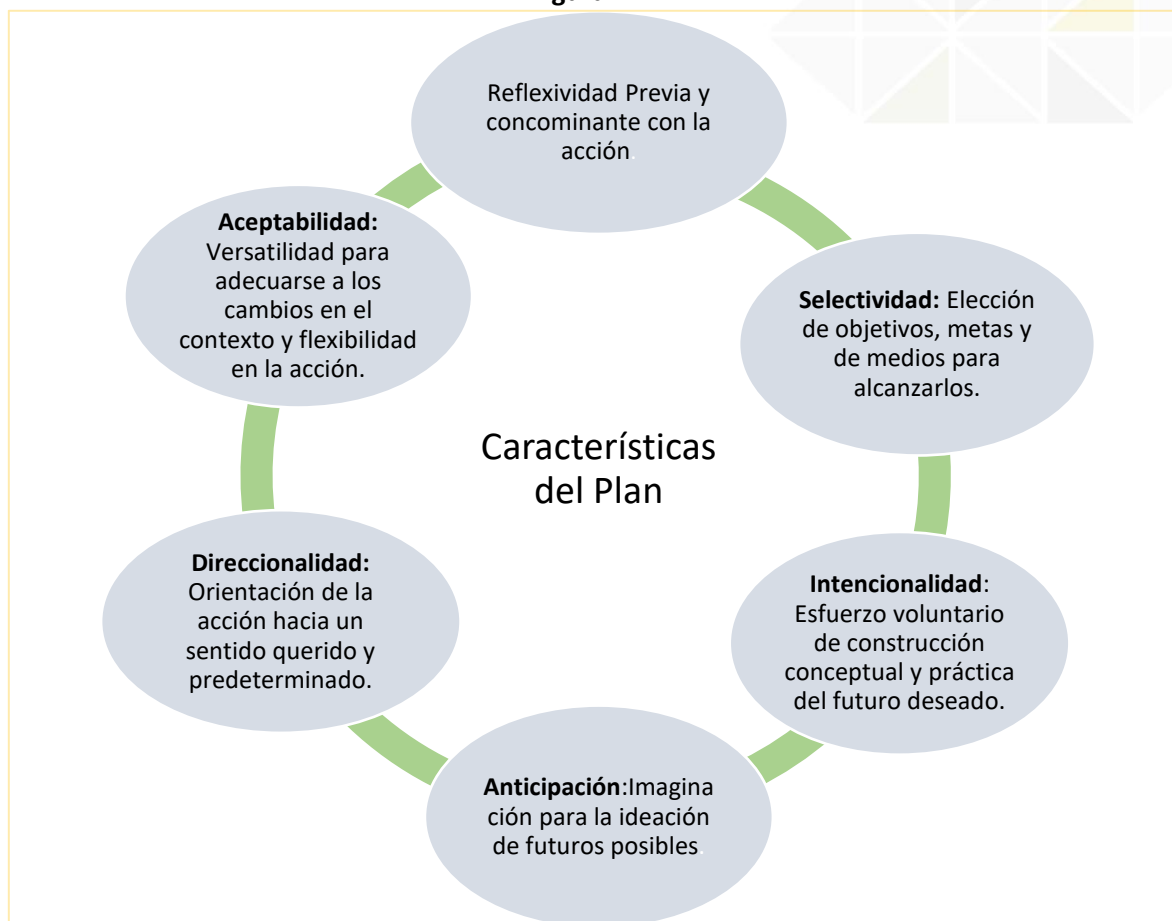 Reflexividad Previa y
concominante con la
acción.
Selectividad: Elección
de objetivos, metas y
de medios para
alcanzarlos.
Intencionalidad:
Esfuerzo voluntario
de construcción
conceptual y práctica
del futuro deseado.
Anticipación:Imagina
ción para la ideación
de futuros posibles.
Direccionalidad:
Orientación de la
acción hacia un
sentido querido y
predeterminado.
Aceptabilidad:
Versatilidad para
adecuarse a los
cambios en el
contexto y flexibilidad
en la acción.
Características
del Plan